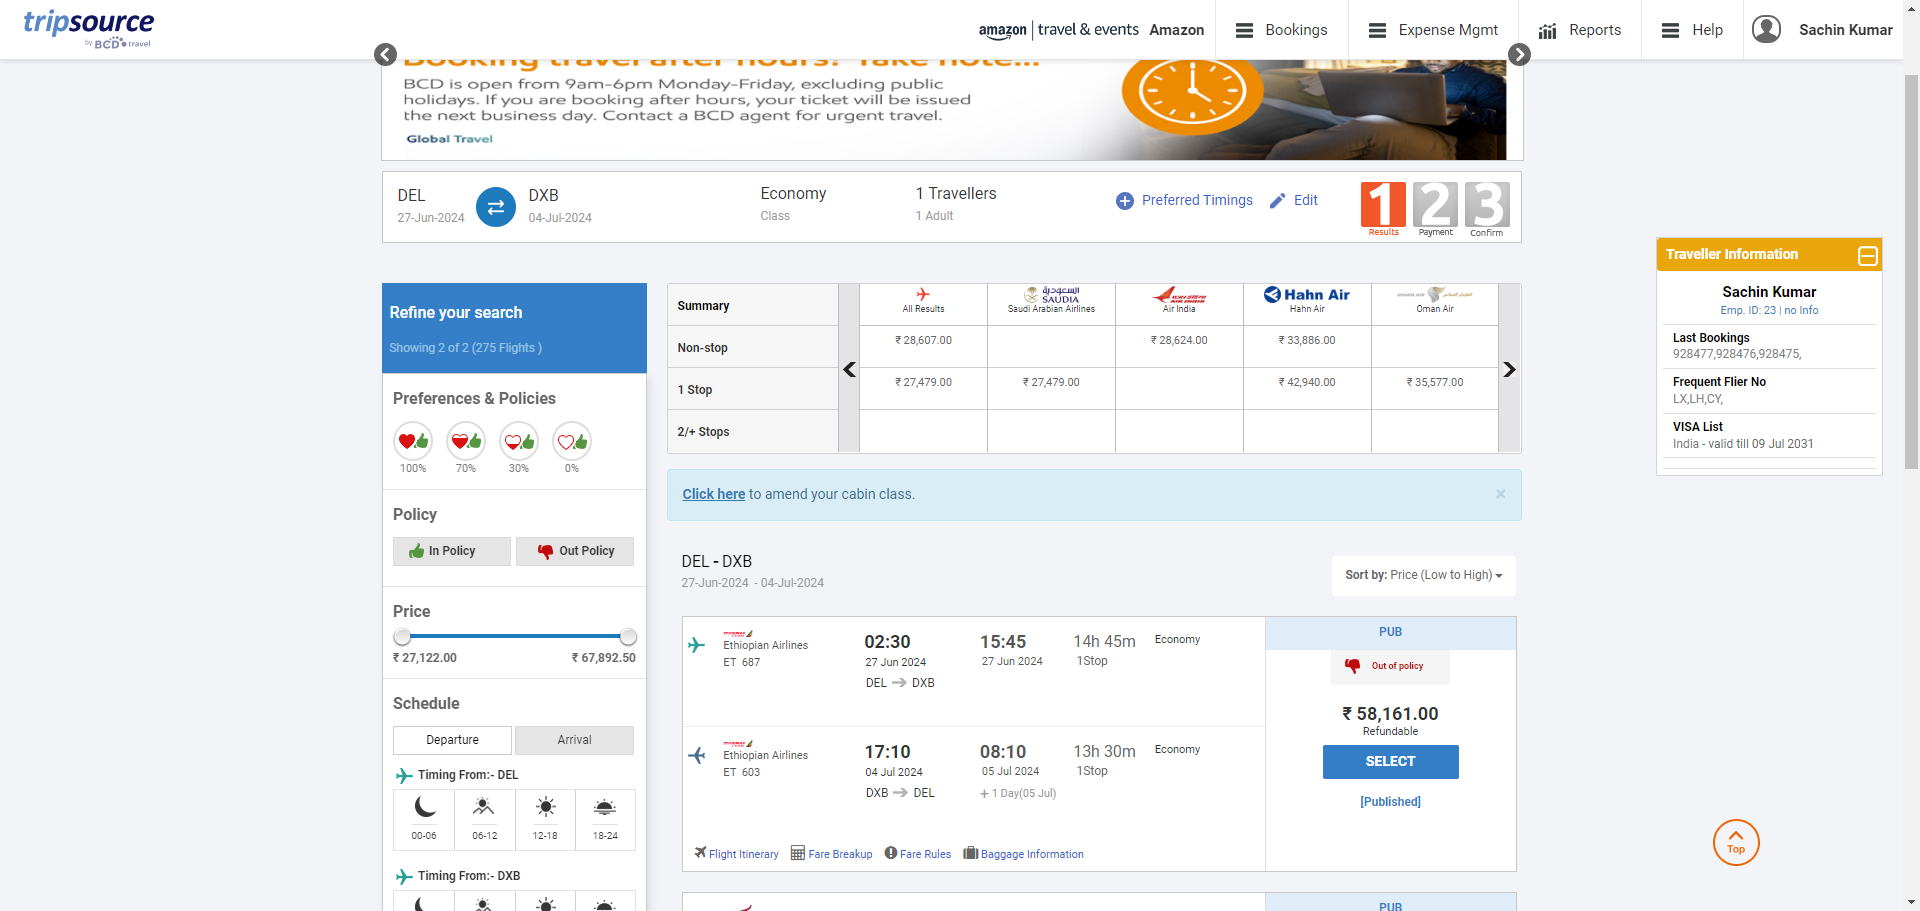 tripsource
by BCD travel
amazon | travel & events Amazon
Bookings
Expense Mgmt
Reports
Help
Sachin Kumar
Booking travel after hours? Take note...
BCD is open from 9am-6pm Monday-Friday, excluding public
holidays. If you are booking after hours, your ticket will be issued
the next business day. Contact a BCD agent for urgent travel.
Global Travel
DEL
27-Jun-2024
DXB
04-Jul-2024
Economy
Class
1 Travellers
1 Adult
Preferred Timings
Edit
1
Results
2
Payment
3
Confirm
Traveller Information
Sachin Kumar
Emp. ID: 23 | no Info
Last Bookings
928477,928476,928475,
Frequent Flier No
LX,LH,CY,
VISA List
India - valid till 09 Jul 2031
Refine your search
Showing 2 of 2 (275 Flights )
Preferences & Policies
100%
70%
30%
0%
Policy
In Policy
Out Policy
Price
₹ 27,122.00
₹ 67,892.50
Schedule
Departure
Arrival
Timing From:- DEL
00-06
06-12
12-18
18-24
Timing From:- DXB
Summary
All Results
السعودية
SAUDIA
Saudi Arabian Airlines
AIR INDIA
Air India
Hahn Air
Hahn Air
OMAN AIR
Oman Air
Non-stop
₹ 28,607.00
₹ 28,624.00
₹ 33,886.00
1 Stop
₹ 27,479.00
₹ 27,479.00
₹ 42,940.00
₹ 35,577.00
2/+ Stops
Click here to amend your cabin class.
×
DEL - DXB
27-Jun-2024 - 04-Jul-2024
Sort by: Price (Low to High)
Ethiopian Airlines
ET 687
02:30
27 Jun 2024
DEL DXB
15:45
27 Jun 2024
14h 45m
1Stop
Economy
Ethiopian Airlines
ET 603
17:10
04 Jul 2024
DXB DEL
08:10
05 Jul 2024
+ 1 Day(05 Jul)
13h 30m
1Stop
Economy
PUB
Out of policy
₹ 58,161.00
Refundable
SELECT
[Published]
Flight Itinerary
Fare Breakup
Fare Rules
Baggage Information
Top
PUB